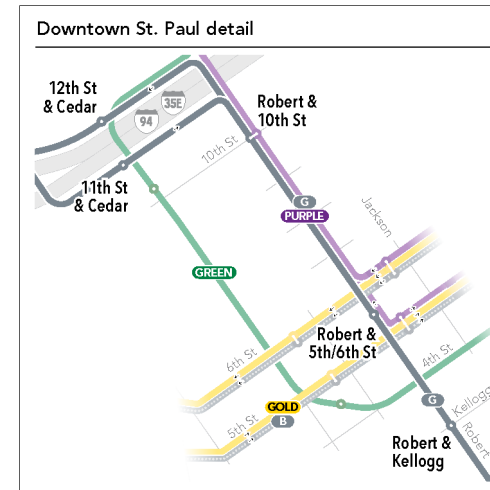 Downtown St. Paul detail
12th St
& Cedar
35E
94
Robert &
10th St
10th St
11th St
& Cedar
G
PURPLE
Jackson
GREEN
Robert &
5th/6th St
6th St
4th St
GOLD
B
5th St
G
Kellogg
Robert
Robert &
Kellogg